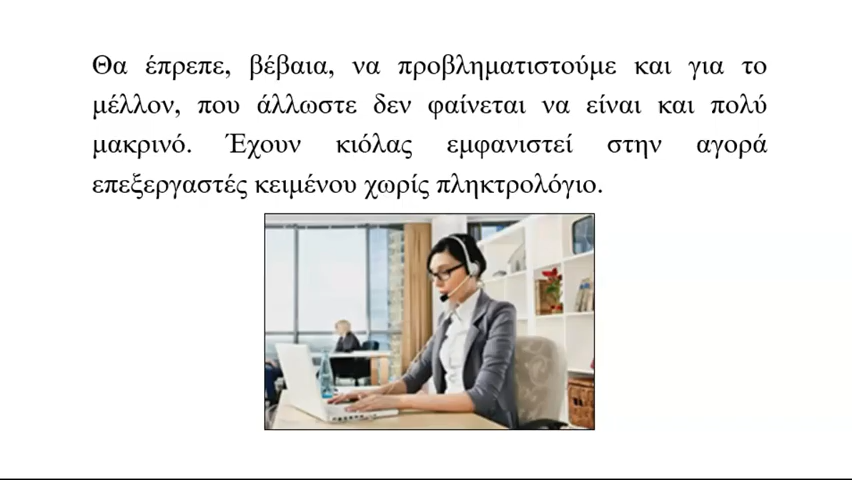 Θα έπρεπε, βέβαια, να προβληματιστούμε και για το
μέλλον, που άλλωστε δεν φαίνεται να είναι και πολύ
μακρινό. Έχουν κιόλας εμφανιστεί στην αγορά
επεξεργαστές κειμένου χωρίς πληκτρολόγιο.